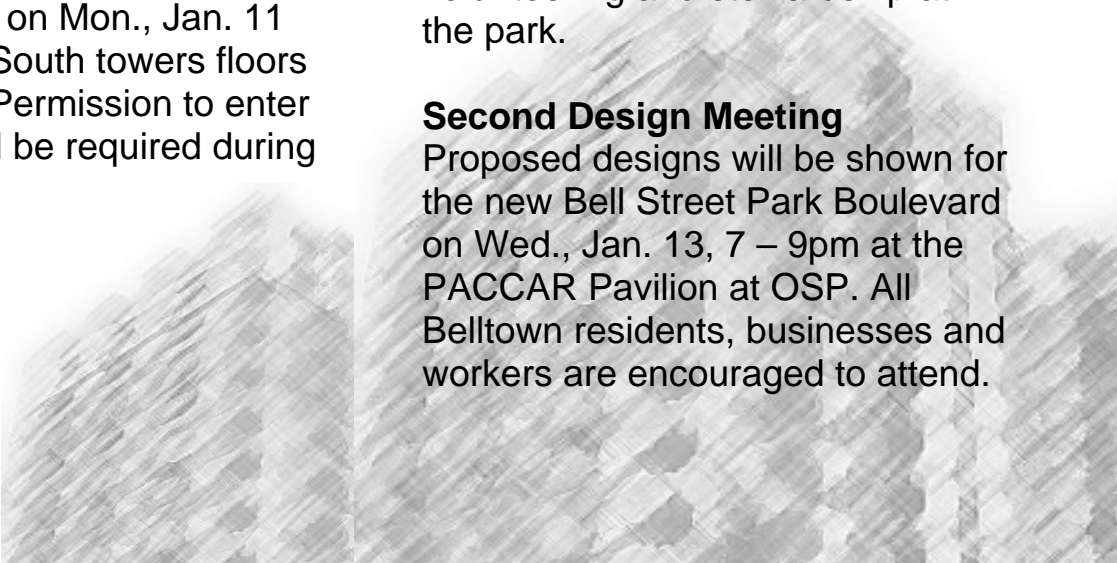 on Mon., Jan. 11
South towers floors
Permission to enter
be required during
the park.
Second Design Meeting
Proposed designs will be shown for
the new Bell Street Park Boulevard
on Wed., Jan. 13, 7 – 9pm at the
PACCAR Pavilion at OSP. All
Belltown residents, businesses and
workers are encouraged to attend.